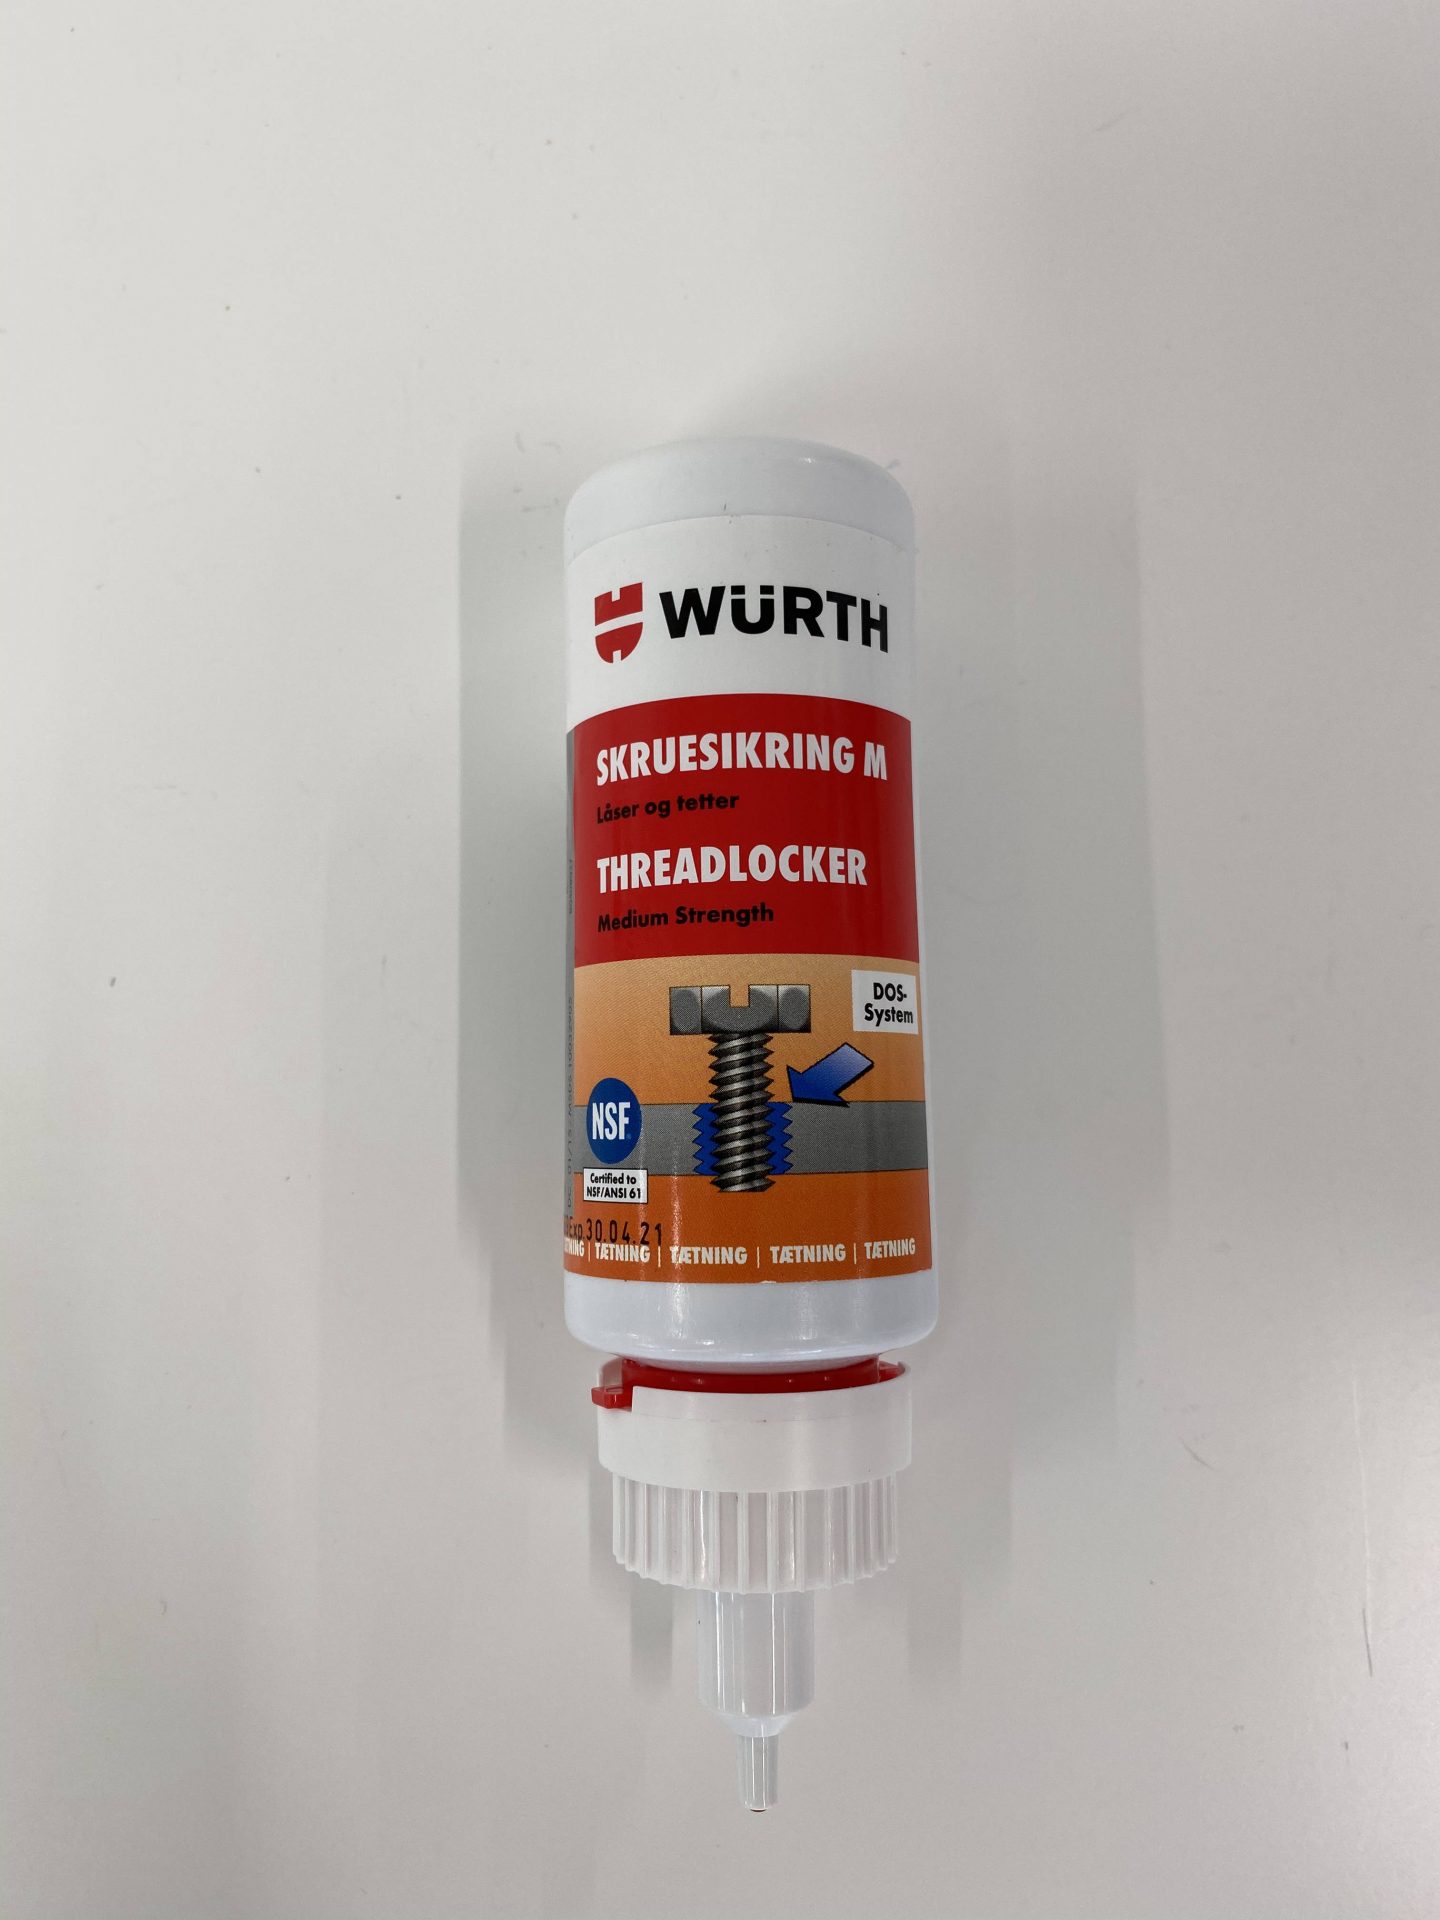 WÜRTH
SKRUESIKRING M
Låser og tetter
THREADLOCKER
Medium Strength
DOS-
System
NSF
Certified to
NSF/ANSI 61
Exp 30.04.21
TÆTNING | TÆTNING | TÆTNING | TÆTNING